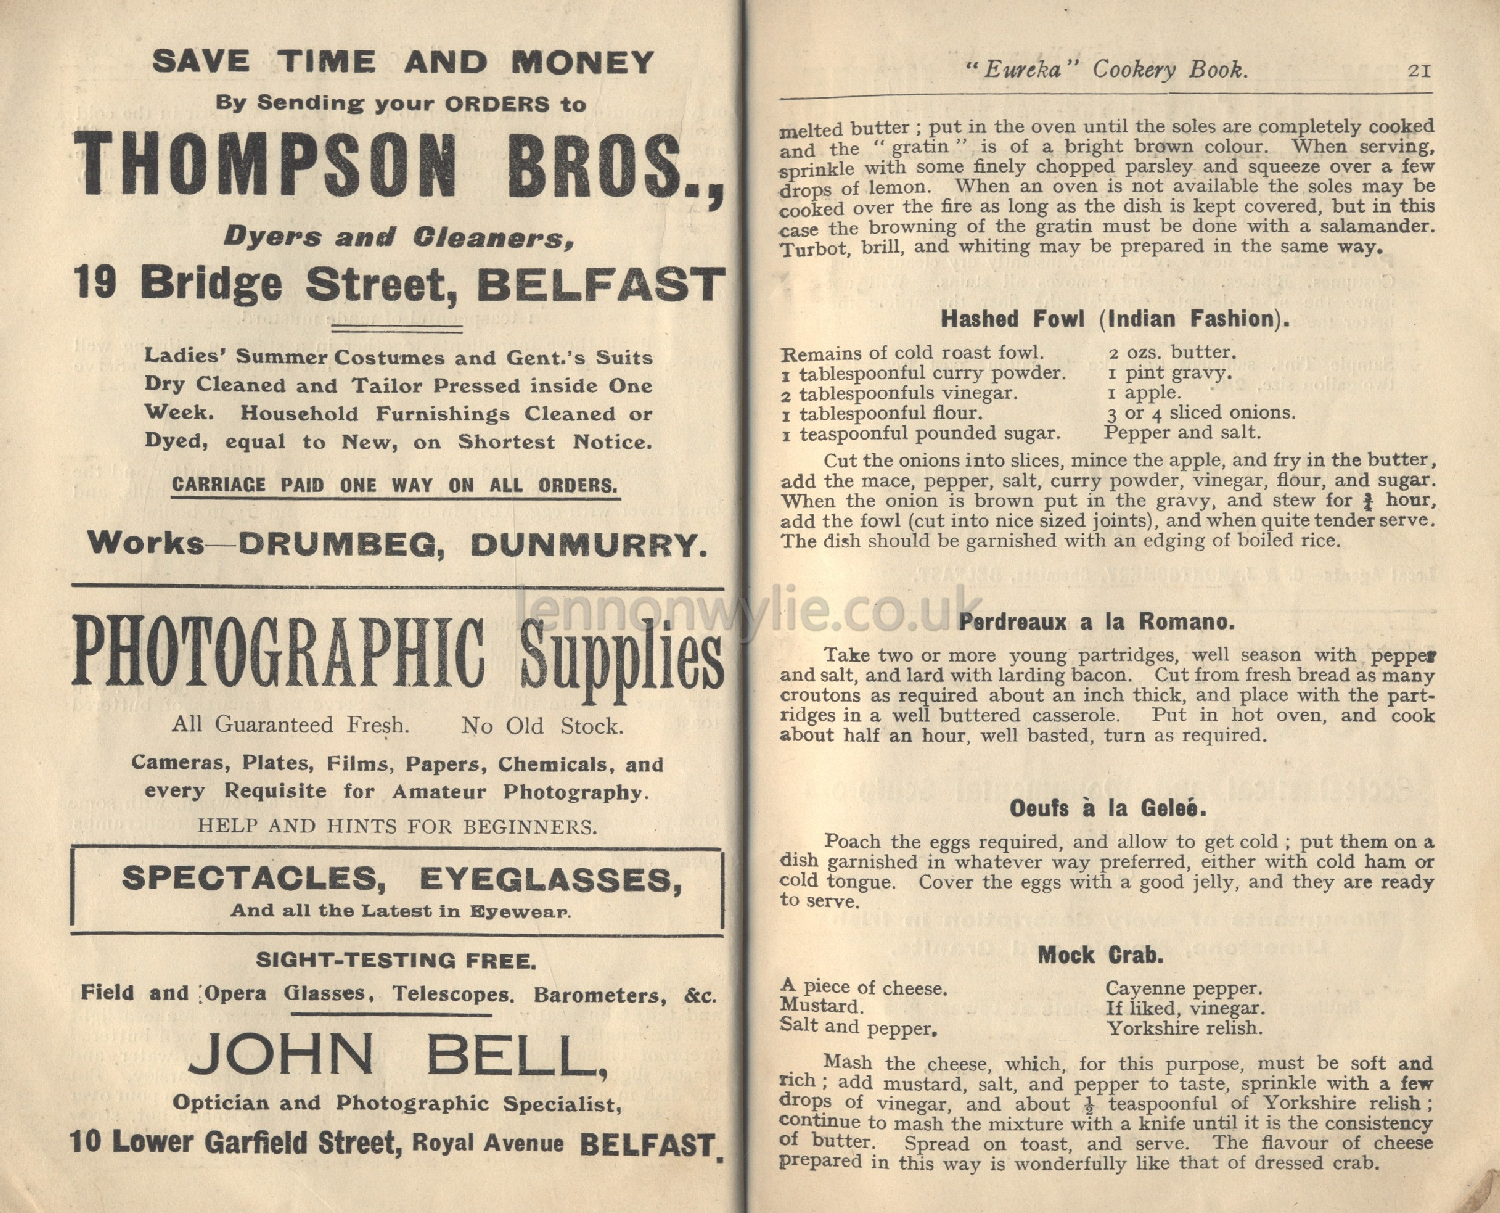 SAVE TIME AND MONEY
By Sending your ORDERS to
THOMPSON BROS.,
Dyers and Cleaners,
19 Bridge Street, BELFAST
Ladies' Summer Costumes and Gent.'s Suits
Dry Cleaned and Tailor Pressed inside One
Week. Household Furnishings Cleaned or
Dyed, equal to New, on Shortest Notice.
CARRIAGE PAID ONE WAY ON ALL ORDERS.
Works—DRUMBEG, DUNMURRY.
PHOTOGRAPHIC Supplies
All Guaranteed Fresh. No Old Stock.
Cameras, Plates, Films, Papers, Chemicals, and
every Requisite for Amateur Photography.
HELP AND HINTS FOR BEGINNERS.
SPECTACLES, EYEGLASSES,
And all the Latest in Eyewear.
SIGHT-TESTING FREE.
Field and Opera Glasses, Telescopes. Barometers, &c.
JOHN BELL,
Optician and Photographic Specialist,
10 Lower Garfield Street, Royal Avenue BELFAST.
lennonwylie.co.uk
"Eureka" Cookery Book. 21
melted butter; put in the oven until the soles are completely cooked
and the "gratin" is of a bright brown colour. When serving,
sprinkle with some finely chopped parsley and squeeze over a few
drops of lemon. When an oven is not available the soles may be
cooked over the fire as long as the dish is kept covered, but in this
case the browning of the gratin must be done with a salamander.
Turbot, brill, and whiting may be prepared in the same way.
Hashed Fowl (Indian Fashion).
Remains of cold roast fowl. 2 ozs. butter.
1 tablespoonful curry powder. 1 pint gravy.
2 tablespoonfuls vinegar. 1 apple.
1 tablespoonful flour. 3 or 4 sliced onions.
1 teaspoonful pounded sugar. Pepper and salt.
Cut the onions into slices, mince the apple, and fry in the butter,
add the mace, pepper, salt, curry powder, vinegar, flour, and sugar.
When the onion is brown put in the gravy, and stew for ¾ hour,
add the fowl (cut into nice sized joints), and when quite tender serve.
The dish should be garnished with an edging of boiled rice.
Perdreaux a la Romano.
Take two or more young partridges, well season with pepper
and salt, and lard with larding bacon. Cut from fresh bread as many
croutons as required about an inch thick, and place with the part-
ridges in a well buttered casserole. Put in hot oven, and cook
about half an hour, well basted, turn as required.
Oeufs à la Geleé.
Poach the eggs required, and allow to get cold; put them on a
dish garnished in whatever way preferred, either with cold ham or
cold tongue. Cover the eggs with a good jelly, and they are ready
to serve.
Mock Crab.
A piece of cheese. Cayenne pepper.
Mustard. If liked, vinegar.
Salt and pepper. Yorkshire relish.
Mash the cheese, which, for this purpose, must be soft and
rich; add mustard, salt, and pepper to taste, sprinkle with a few
drops of vinegar, and about ½ teaspoonful of Yorkshire relish;
continue to mash the mixture with a knife until it is the consistency
of butter. Spread on toast, and serve. The flavour of cheese
prepared in this way is wonderfully like that of dressed crab.